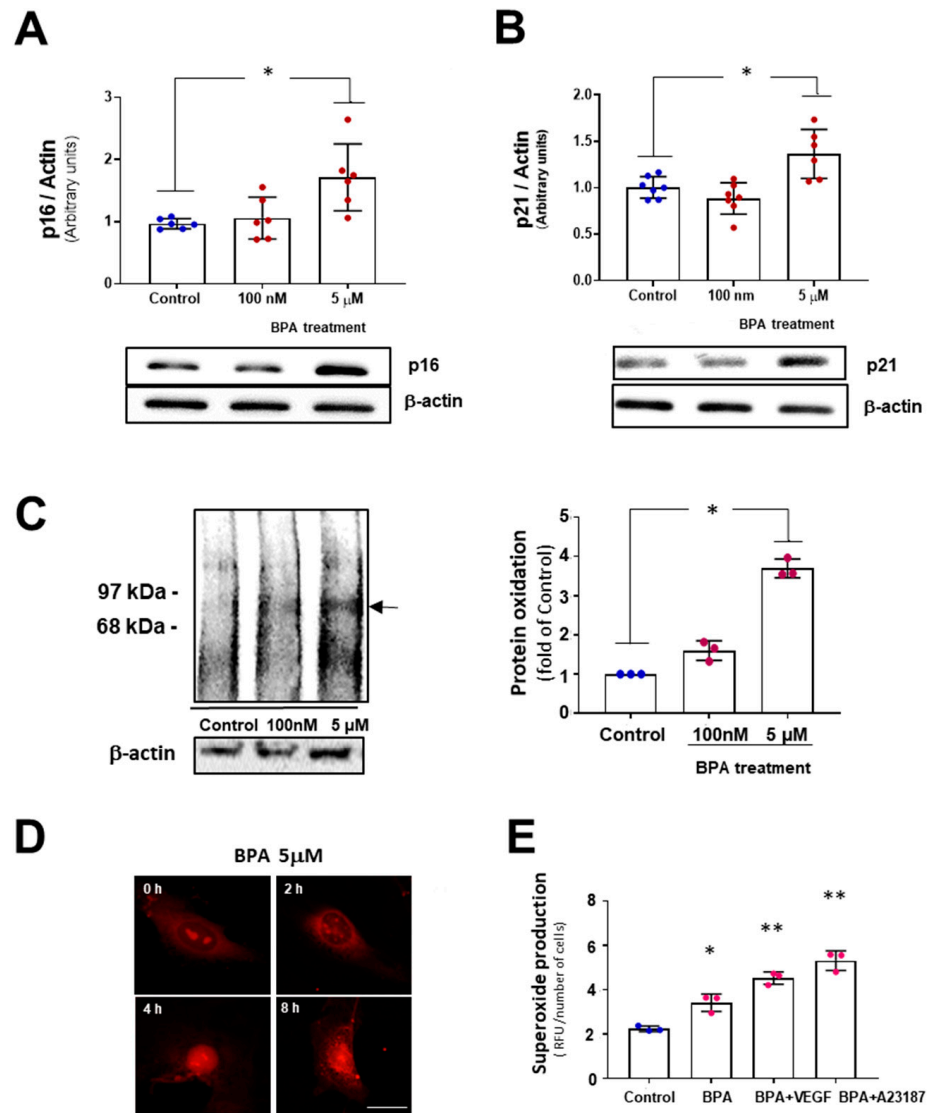 A
*
3
2
1
0
p16 / Actin
(Arbitrary units)
Control 100 nM 5 μM
BPA treatment
p16
β-actin
B
*
2.0
1.5
1.0
0.5
0.0
p21 / Actin
(Arbitrary units)
Control 100 nm 5 μM
BPA treatment
p21
β-actin
C
97 kDa -
68 kDa -
Control 100nM 5 μM
β-actin
*
5
4
3
2
1
0
Protein oxidation
(fold of Control)
Control 100nM 5 μM
BPA treatment
D
BPA 5μM
0 h 2 h
4 h 8 h
E
Superoxide production
( RFU /number of cells)
8
6
4
2
0
* ** **
Control BPA BPA+VEGF BPA+A23187